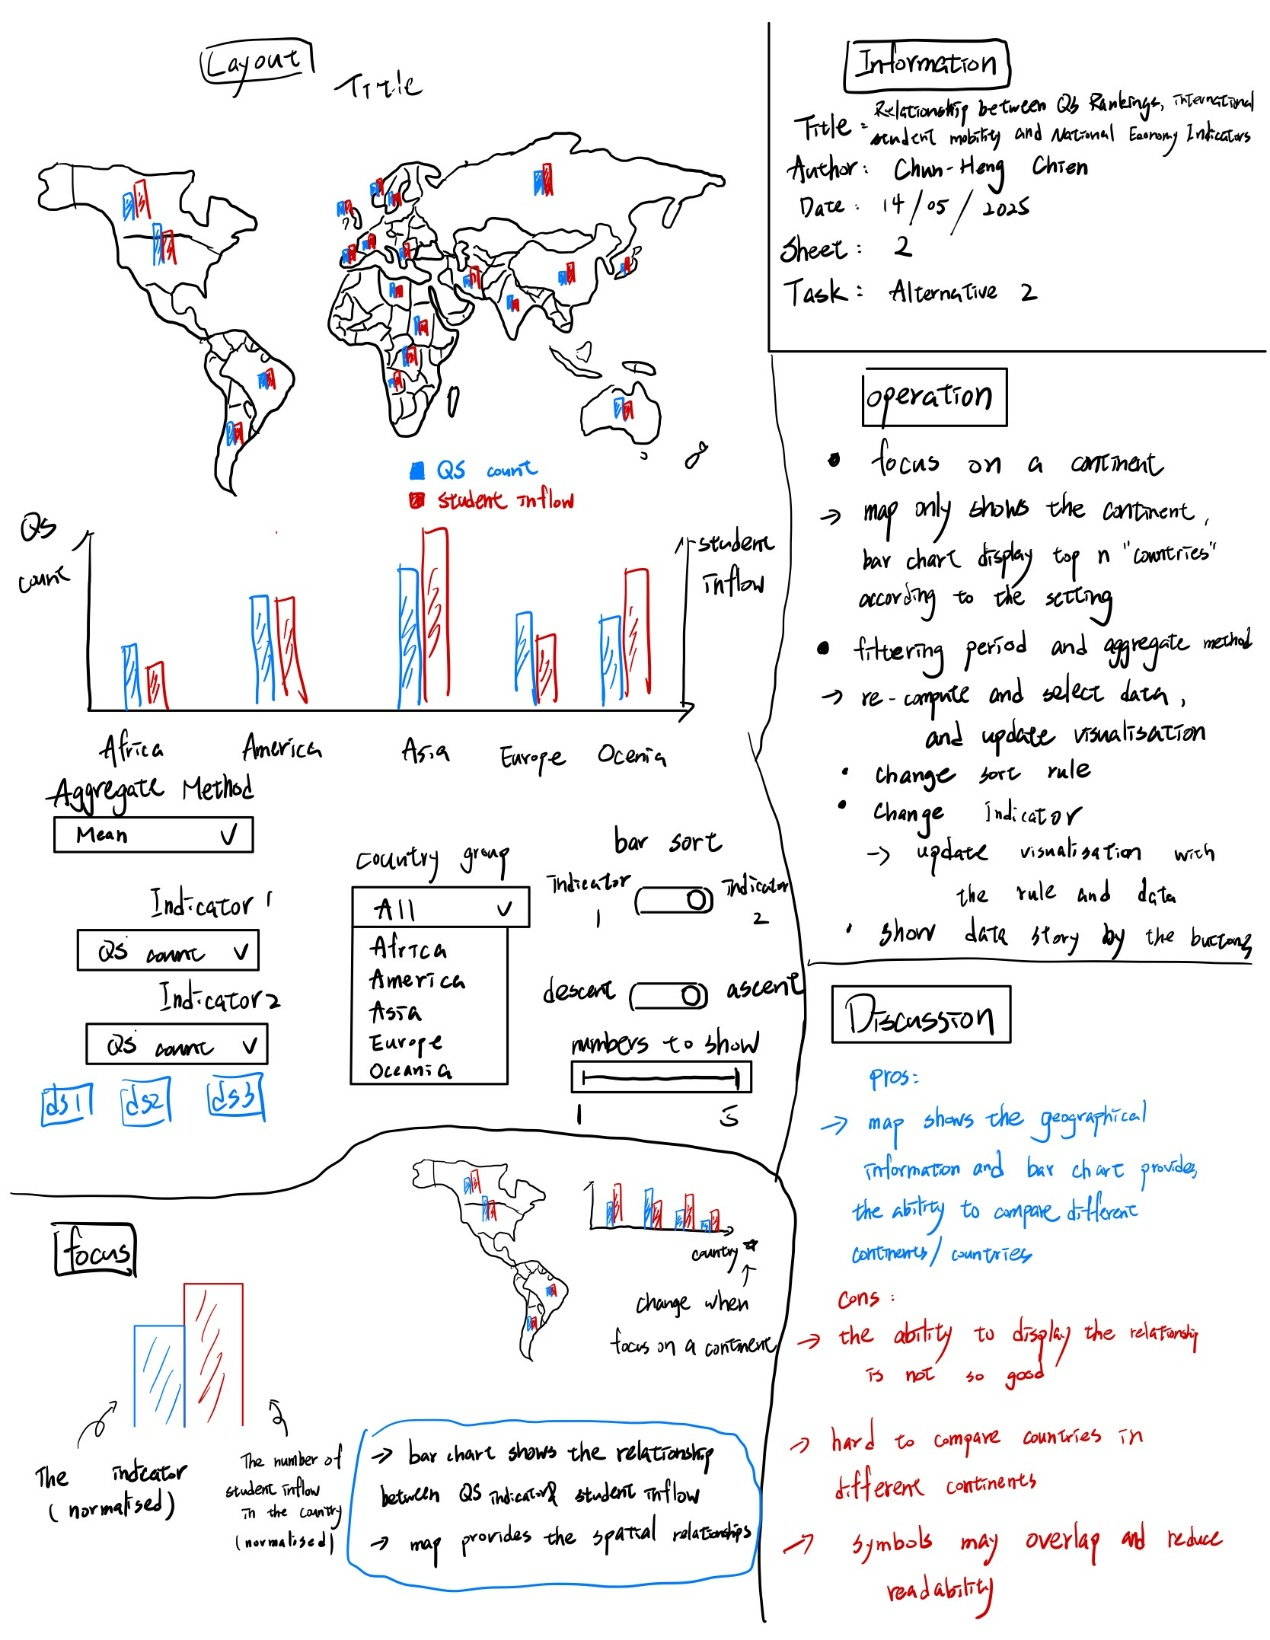 Layout
Title
QS count
student inflow
QS
count
student
inflow
Africa
America
Asia
Europe
Ocenia
Aggregate Method
Mean
Indicator 1
QS count
Indicator 2
QS count
ds1
ds2
ds3
country group
All
Africa
America
Asia
Europe
Oceania
bar sort
indicator
1
indicator
2
descent
ascent
numbers to show
1
5
Information
Title: Relationship between QS Rankings, international
student mobility and National Economy Indicators
Author: Chun-Heng Chien
Date: 14/05/2025
Sheet: 2
Task: Alternative 2
operation
• focus on a continent
→ map only shows the continent,
bar chart display top n "countries"
according to the setting
• filtering period and aggregate method
→ re-compute and select data,
and update visualisation
• change sort rule
• change Indicator
→ update visualisation with
the rule and data
• show data story by the buttons
Discussion
pros:
→ map shows the geographical
information and bar chart provides
the ability to compare different
continents/countries
cons:
→ the ability to display the relationship
is not so good
→ hard to compare countries in
different continents
→ symbols may overlap and reduce
readability
focus
The indicator
(normalised)
The number of
student inflow
in the country
(normalised)
country
change when
focus on a continent
→ bar chart shows the relationship
between QS indicator & student inflow
→ map provides the spatial relationships